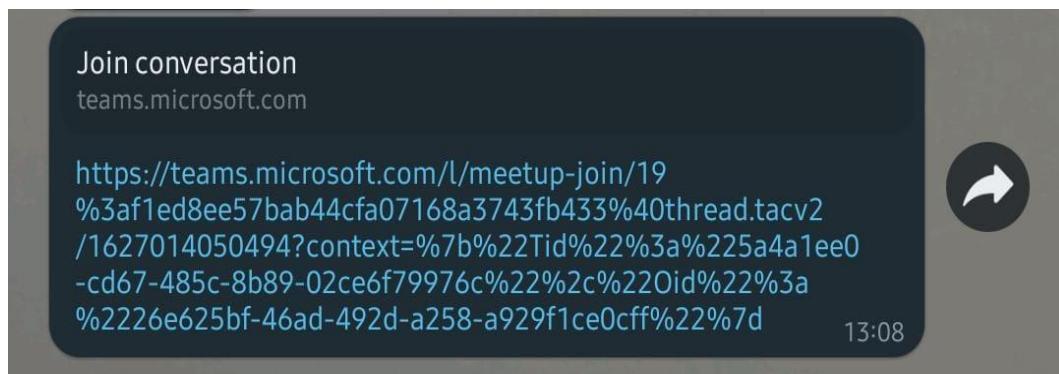 Join conversation
teams.microsoft.com
https://teams.microsoft.com/l/meetup-join/19
%3af1ed8ee57bab44cfa07168a3743fb433%40thread.tacv2
/1627014050494?context=%7b%22Tid%22%3a%225a4a1ee0
-cd67-485c-8b89-02ce6f79976c%22%2c%22Oid%22%3a
%2226e625bf-46ad-492d-a258-a929f1ce0cff%22%7d
13:08